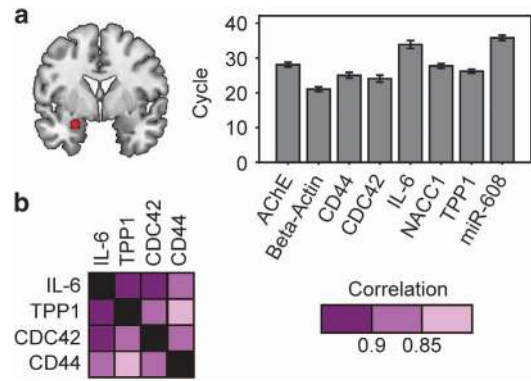 a
Cycle
40
30
20
10
0
AChE
Beta-Actin
CD44
CDC42
IL-6
NACC1
TPP1
miR-608
b
IL-6
TPP1
CDC42
CD44
IL-6
TPP1
CDC42
CD44
Correlation
0.9 0.85